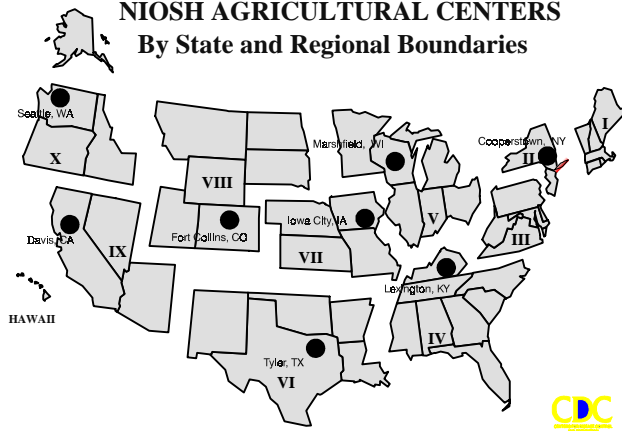 NIOSH AGRICULTURAL CENTERS
By State and Regional Boundaries
Seattle, WA
Marshfield, WI
Cooperstown, NY
I
II
X
VIII
Davis, CA
Fort Collins, CO
Iowa City, IA
V
IX
VII
III
Lexington, KY
HAWAII
IV
Tyler, TX
VI
CDC